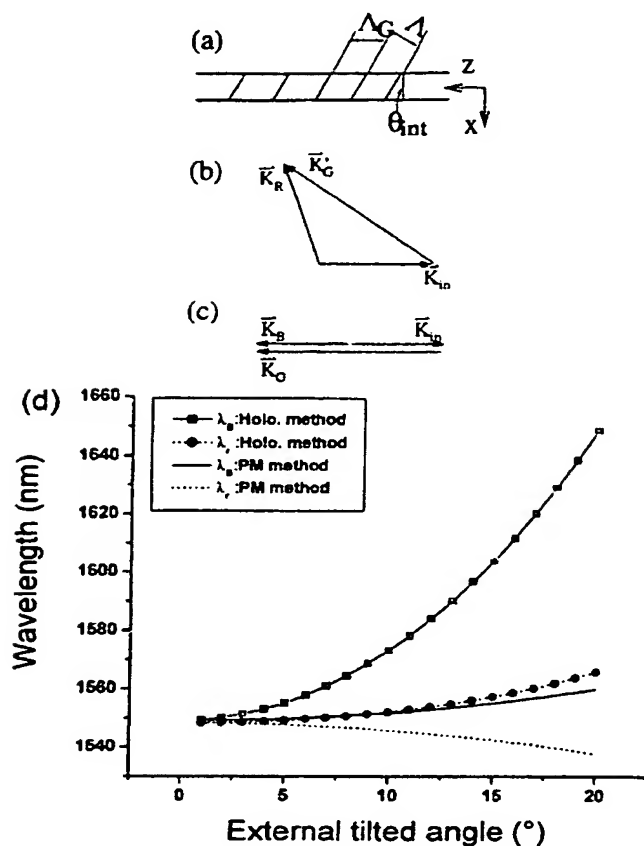 (a)
Λ_G Λ
Z
θ_int X
(b)
K_R K'_G
K_in
(c)
K_B K_in
K_G
(d)
λ_B:Holo. method
λ_r:Holo. method
λ_B:PM method
λ_r:PM method
Wavelength (nm)
1660
1640
1620
1600
1580
1560
1540
0 5 10 15 20
External tilted angle (°)